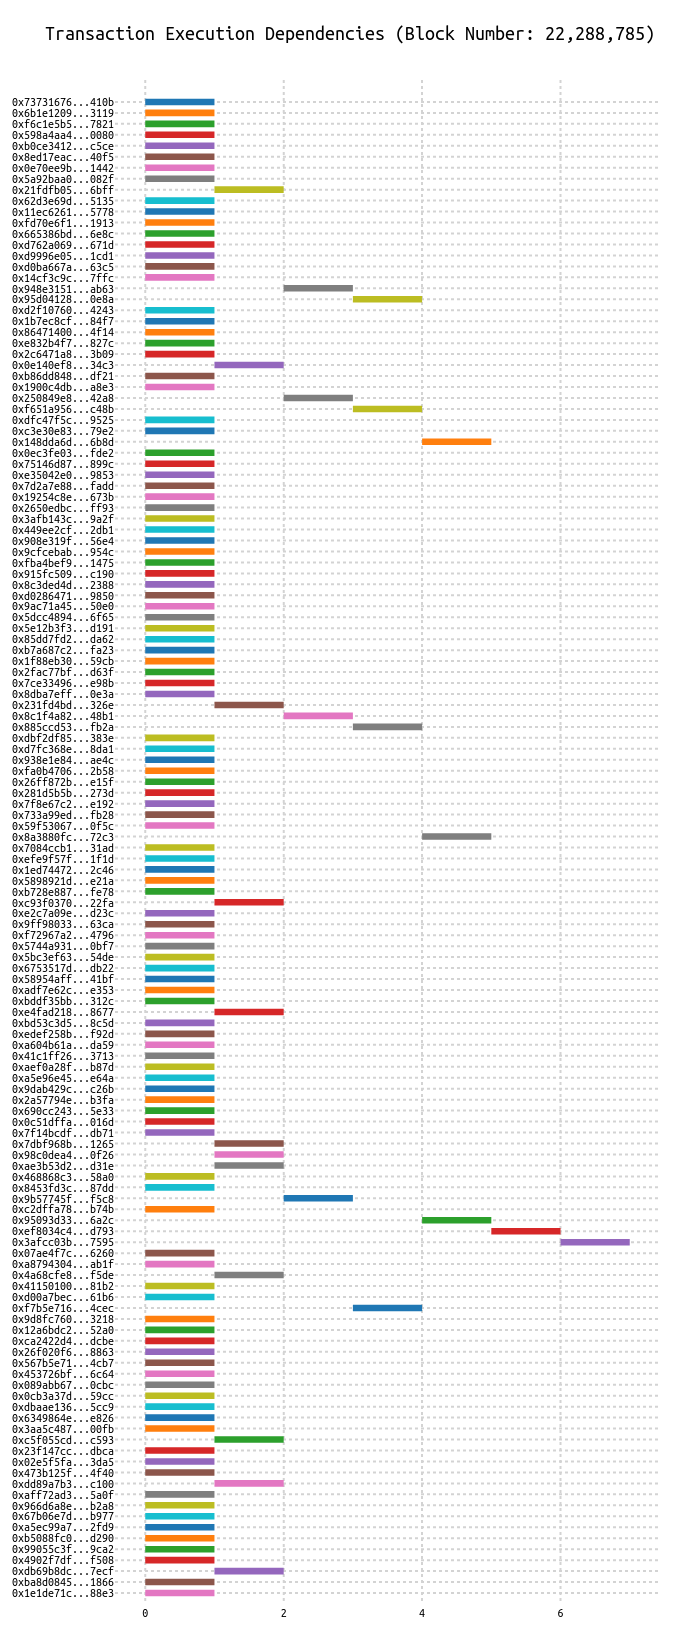 Transaction Execution Dependencies (Block Number: 22,288,785)
0x73731676...410b
0x6b1e1209...3119
0xf6c1e5b5...7821
0x598a4aa4...0080
0xb0ce3412...c5ce
0x8ed17eac...40f5
0x0e70ee9b...1442
0x5a92baa0...082f
0x21fdfb05...6bff
0x62d3e69d...5135
0x11ec6261...5778
0xfd70e6f1...1913
0x665386bd...6e8c
0xd762a069...671d
0xd9996e05...1cd1
0xd0ba667a...63c5
0x14cf3c9c...7ffc
0x948e3151...ab63
0x95d04128...0e8a
0xd2f10760...4243
0x1b7ec8cf...84f7
0x86471400...4f14
0xe832b4f7...827c
0x2c6471a8...3b09
0x0e140ef8...34c3
0xb86dd848...df21
0x1900c4db...a8e3
0x250849e8...42a8
0xf651a956...c48b
0xdfc47f5c...9525
0xc3e30e83...79e2
0x148dda6d...6b8d
0x0ec3fe03...fde2
0x75146d87...899c
0xe35042e0...9853
0x7d2a7e88...fadd
0x19254c8e...673b
0x2650edbc...ff93
0x3afb143c...9a2f
0x449ee2cf...2db1
0x908e319f...56e4
0x9cfcebab...954c
0xfba4bef9...1475
0x915fc509...c190
0x8c3ded4d...2388
0xd0286471...9850
0x9ac71a45...50e0
0x5dcc4894...6f65
0x5e12b3f3...d191
0x85dd7fd2...da62
0xb7a687c2...fa23
0x1f88eb30...59cb
0x2fac77bf...d63f
0x7ce33496...e98b
0x8dba7eff...0e3a
0x231fd4bd...326e
0x8c1f4a82...48b1
0x885ccd53...fb2a
0xdbf2df85...383e
0xd7fc368e...8da1
0x938e1e84...ae4c
0xfa0b4706...2b58
0x26ff872b...e15f
0x281d5b5b...273d
0x7f8e67c2...e192
0x733a99ed...fb28
0x59f53067...0f5c
0x8a3880fc...72c3
0x7084ccb1...31ad
0xefe9f57f...1f1d
0x1ed74472...2c46
0x5898921d...e21a
0xb728e887...fe78
0xc93f0370...22fa
0xe2c7a09e...d23c
0x9ff98033...63ca
0xf72967a2...4796
0x5744a931...0bf7
0x5bc3ef63...54de
0x6753517d...db22
0x58954aff...41bf
0xadf7e62c...e353
0xbddf35bb...312c
0xe4fad218...8677
0xbd53c3d5...8c5d
0xedef258b...f92d
0xa604b61a...da59
0x41c1ff26...3713
0xaef0a28f...b87d
0xa5e96e45...e64a
0x9dab429c...c26b
0x2a57794e...b3fa
0x690cc243...5e33
0x0c51dffa...016d
0x7f14bcdf...db71
0x7dbf968b...1265
0x98c0dea4...0f26
0xae3b53d2...d31e
0x468868c3...58a0
0x8453fd3c...87dd
0x9b57745f...f5c8
0xc2dffa78...b74b
0x95093d33...6a2c
0xef8034c4...d793
0x3afcc03b...7595
0x07ae4f7c...6260
0xa8794304...ab1f
0x4a68cfe8...f5de
0x41150100...81b2
0xd00a7bec...61b6
0xf7b5e716...4cec
0x9d8fc760...3218
0x12a6bdc2...52a0
0xca2422d4...dcbe
0x26f020f6...8863
0x567b5e71...4cb7
0x453726bf...6c64
0x089abb67...0cbc
0x0cb3a37d...59cc
0xdbaae136...5cc9
0x6349864e...e826
0x3aa5c487...00fb
0xc5f055cd...c593
0x23f147cc...dbca
0x02e5f5fa...3da5
0x473b125f...4f40
0xdd89a7b3...c100
0xaff72ad3...5a0f
0x966d6a8e...b2a8
0x67b06e7d...b977
0xa5ec99a7...2fd9
0xb5088fc0...d290
0x99055c3f...9ca2
0x4902f7df...f508
0xdb69b8dc...7ecf
0xba8d0845...1866
0x1e1de71c...88e3
0 2 4 6